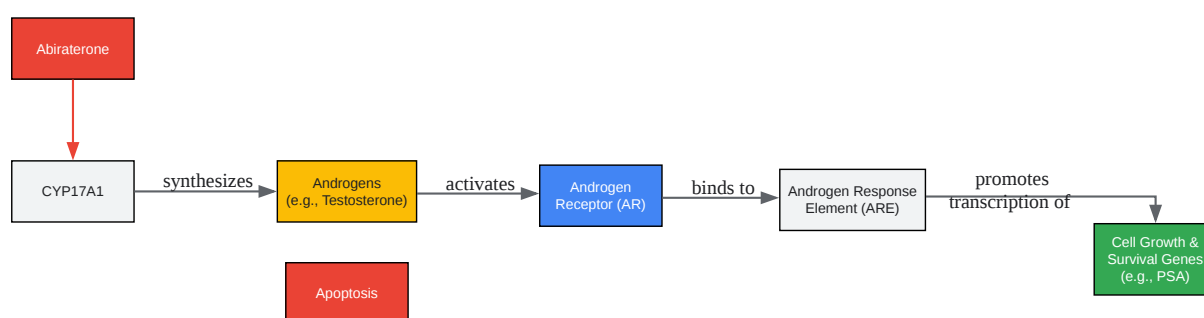 Abiraterone
CYP17A1
synthesizes
Androgens
(e.g., Testosterone)
activates
Androgen
Receptor (AR)
binds to
Androgen Response
Element (ARE)
promotes
transcription of
Cell Growth &
Survival Genes
(e.g., PSA)
Apoptosis